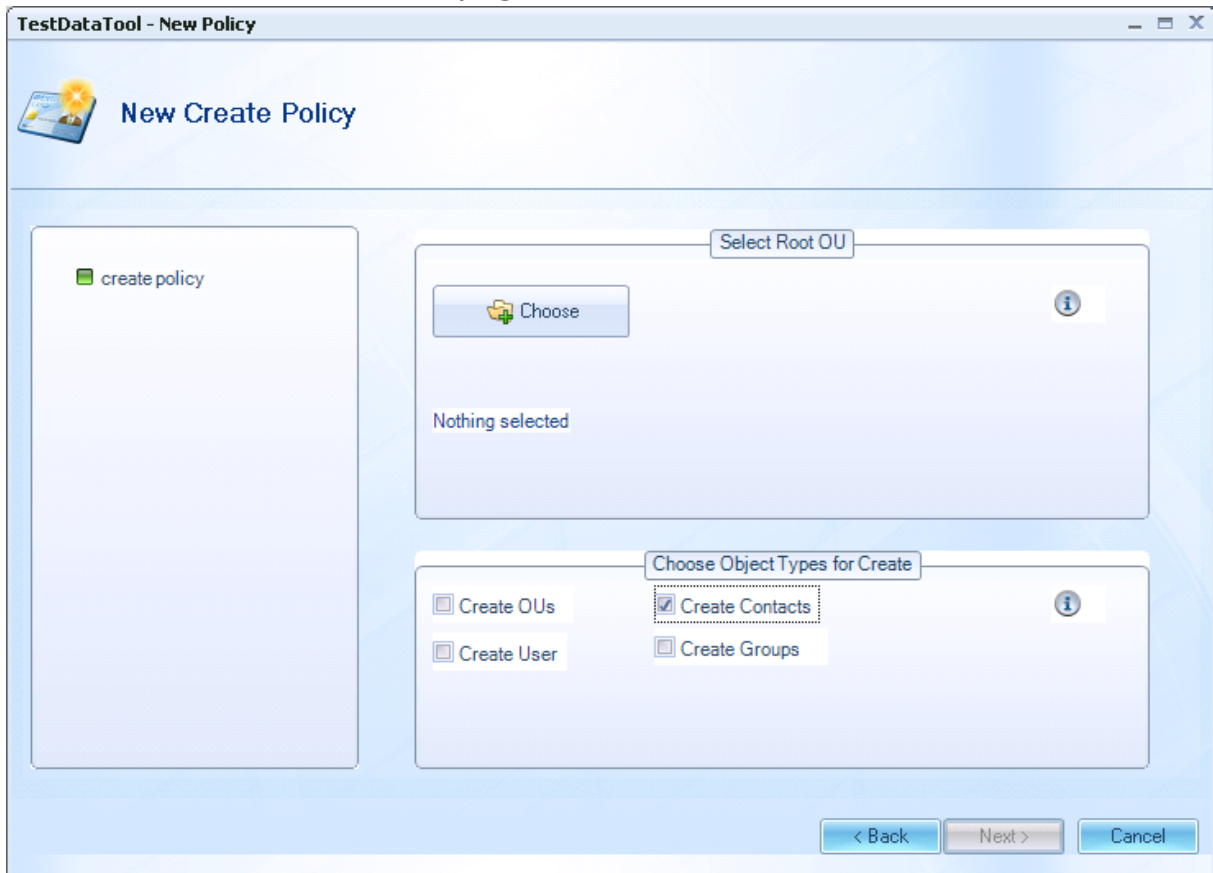 TestDataTool - New Policy
New Create Policy
create policy
Select Root OU
Choose
Nothing selected
Choose Object Types for Create
Create OUs
Create Contacts
Create User
Create Groups
< Back
Next >
Cancel